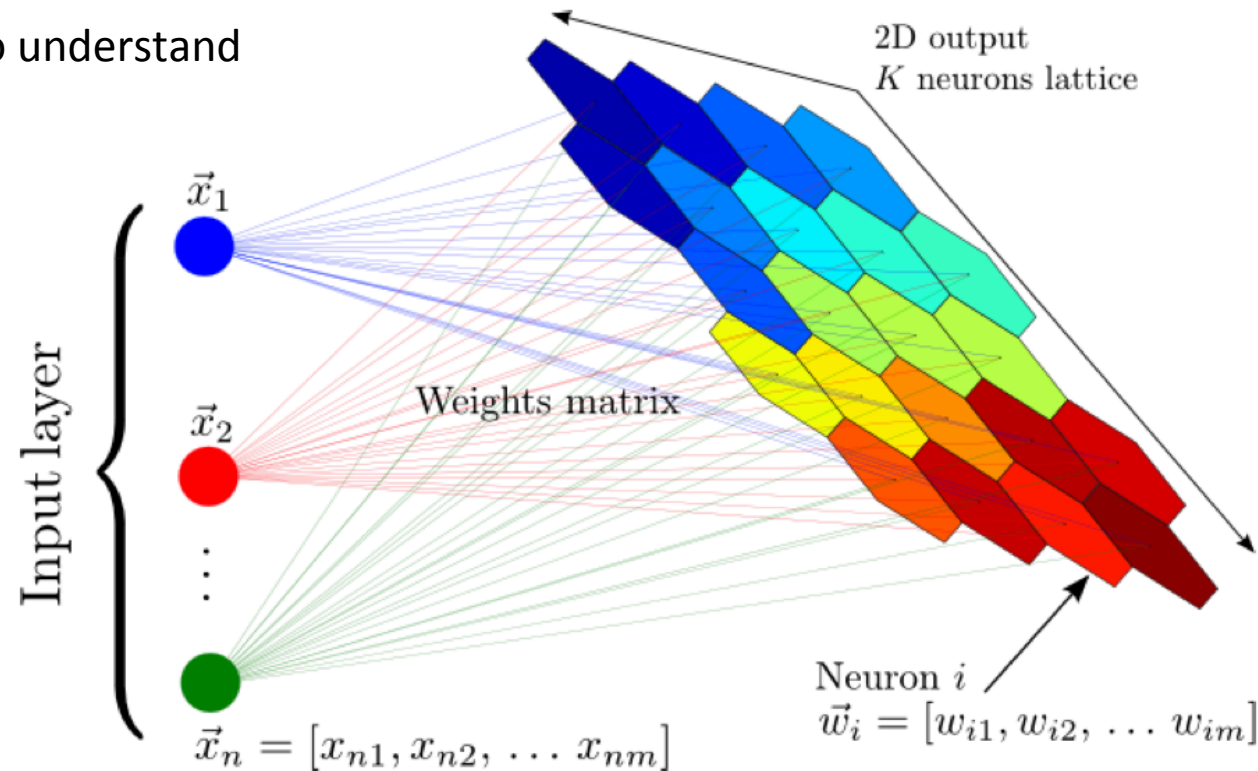 understand
2D output
K neurons lattice
x⃗₁
Input layer
x⃗₂
Weights matrix
⋮
Neuron i
w⃗ᵢ = [wᵢ₁, wᵢ₂, … wᵢₘ]
x⃗ₙ = [xₙ₁, xₙ₂, … xₙₘ]